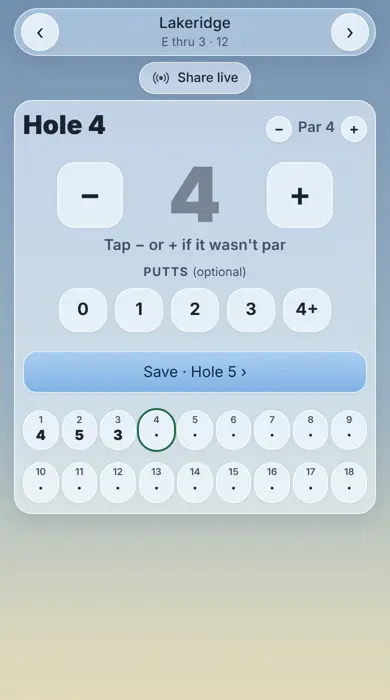 ‹
Lakeridge
E thru 3 · 12
›
Share live
Hole 4
− Par 4 +
− 4 +
Tap − or + if it wasn't par
PUTTS (optional)
0 1 2 3 4+
Save · Hole 5 ›
1 2 3 4 5 6 7 8 9
4 5 3 · · · · · ·
10 11 12 13 14 15 16 17 18
· · · · · · · · ·